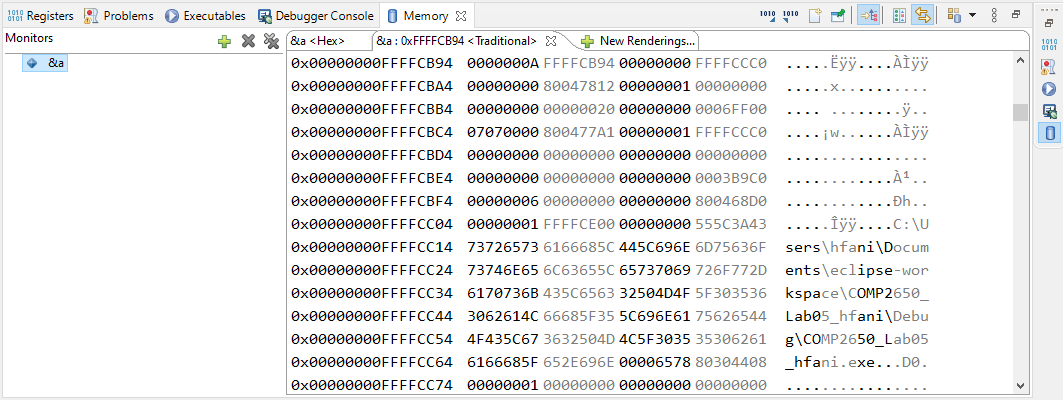 Registers Problems Executables Debugger Console Memory
Monitors
&a
&a <Hex> &a : 0xFFFFCB94 <Traditional> New Renderings...
0x00000000FFFFCB94 0000000A FFFFCB94 00000000 FFFFCCC0 .....Ëÿÿ....ÀÌÿÿ
0x00000000FFFFCBA4 00000000 80047812 00000001 00000000 .....x..........
0x00000000FFFFCBB4 00000000 00000020 00000000 0006FF00 .... ........ÿ..
0x00000000FFFFCBC4 07070000 800477A1 00000001 FFFFCCC0 ....¡w......ÀÌÿÿ
0x00000000FFFFCBD4 00000000 00000000 00000000 00000000 ................
0x00000000FFFFCBE4 00000000 00000000 00000000 0003B9C0 ............À¹..
0x00000000FFFFCBF4 00000006 00000000 00000000 800468D0 ............Ðh..
0x00000000FFFFCC04 00000001 FFFFCE00 00000000 555C3A43 .....Îÿÿ....C:\U
0x00000000FFFFCC14 73726573 6166685C 445C696E 6D75636F sers\hfani\Docum
0x00000000FFFFCC24 73746E65 6C63655C 65737069 726F772D ents\eclipse-wor
0x00000000FFFFCC34 6170736B 435C6563 32504D4F 5F303536 kspace\COMP2650_
0x00000000FFFFCC44 3062614C 66685F35 5C696E61 75626544 Lab05_hfani\Debu
0x00000000FFFFCC54 4F435C67 3632504D 4C5F3035 35306261 g\COMP2650_Lab05
0x00000000FFFFCC64 6166685F 652E696E 00006578 80304408 _hfani.exe...D0.
0x00000000FFFFCC74 00000001 00000000 00000000 00000000 ................